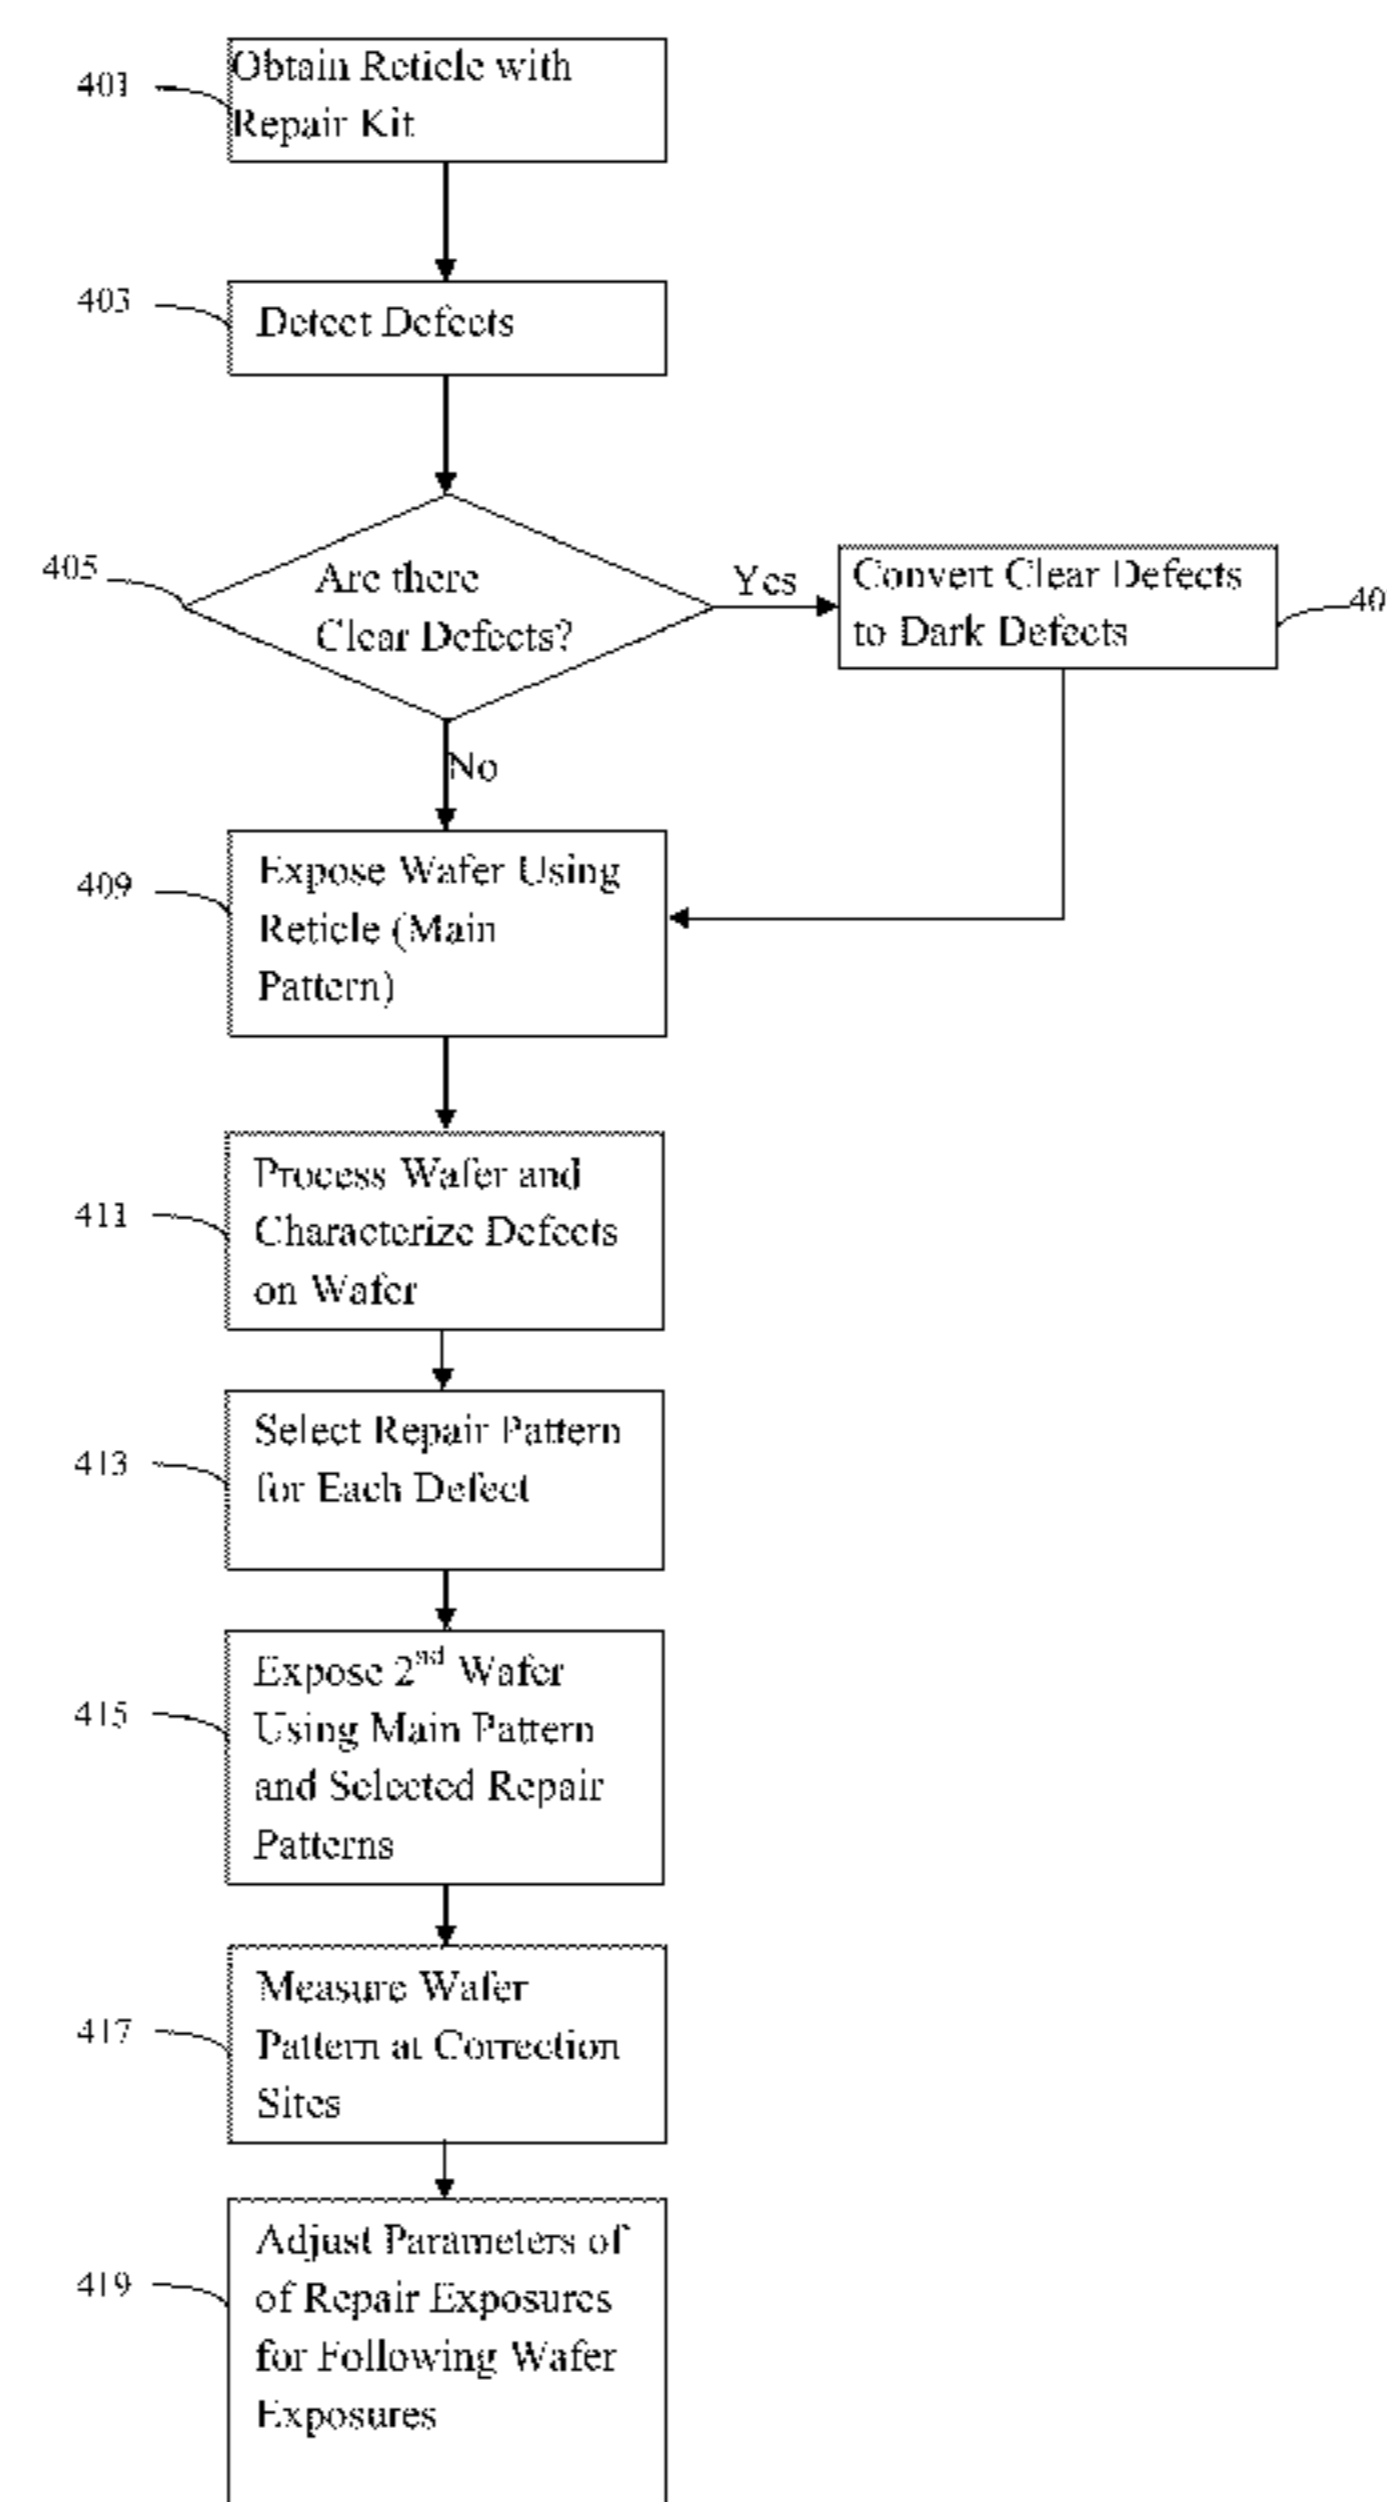 401
Obtain Reticle with
Repair Kit
403
Detect Defects
405
Are there
Clear Defects?
Yes
Convert Clear Defects
to Dark Defects
40
No
409
Expose Wafer Using
Reticle (Main
Pattern)
411
Process Wafer and
Characterize Defects
on Wafer
413
Select Repair Pattern
for Each Defect
415
Expose 2nd Wafer
Using Main Pattern
and Selected Repair
Patterns
417
Measure Wafer
Pattern at Correction
Sites
419
Adjust Parameters of
of Repair Exposures
for Following Wafer
Exposures